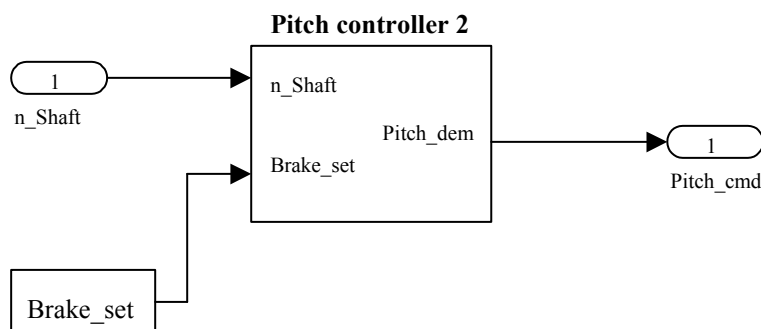 Pitch controller 2
1
n_Shaft
n_Shaft
Brake_set
Pitch_dem
1
Pitch_cmd
Brake_set